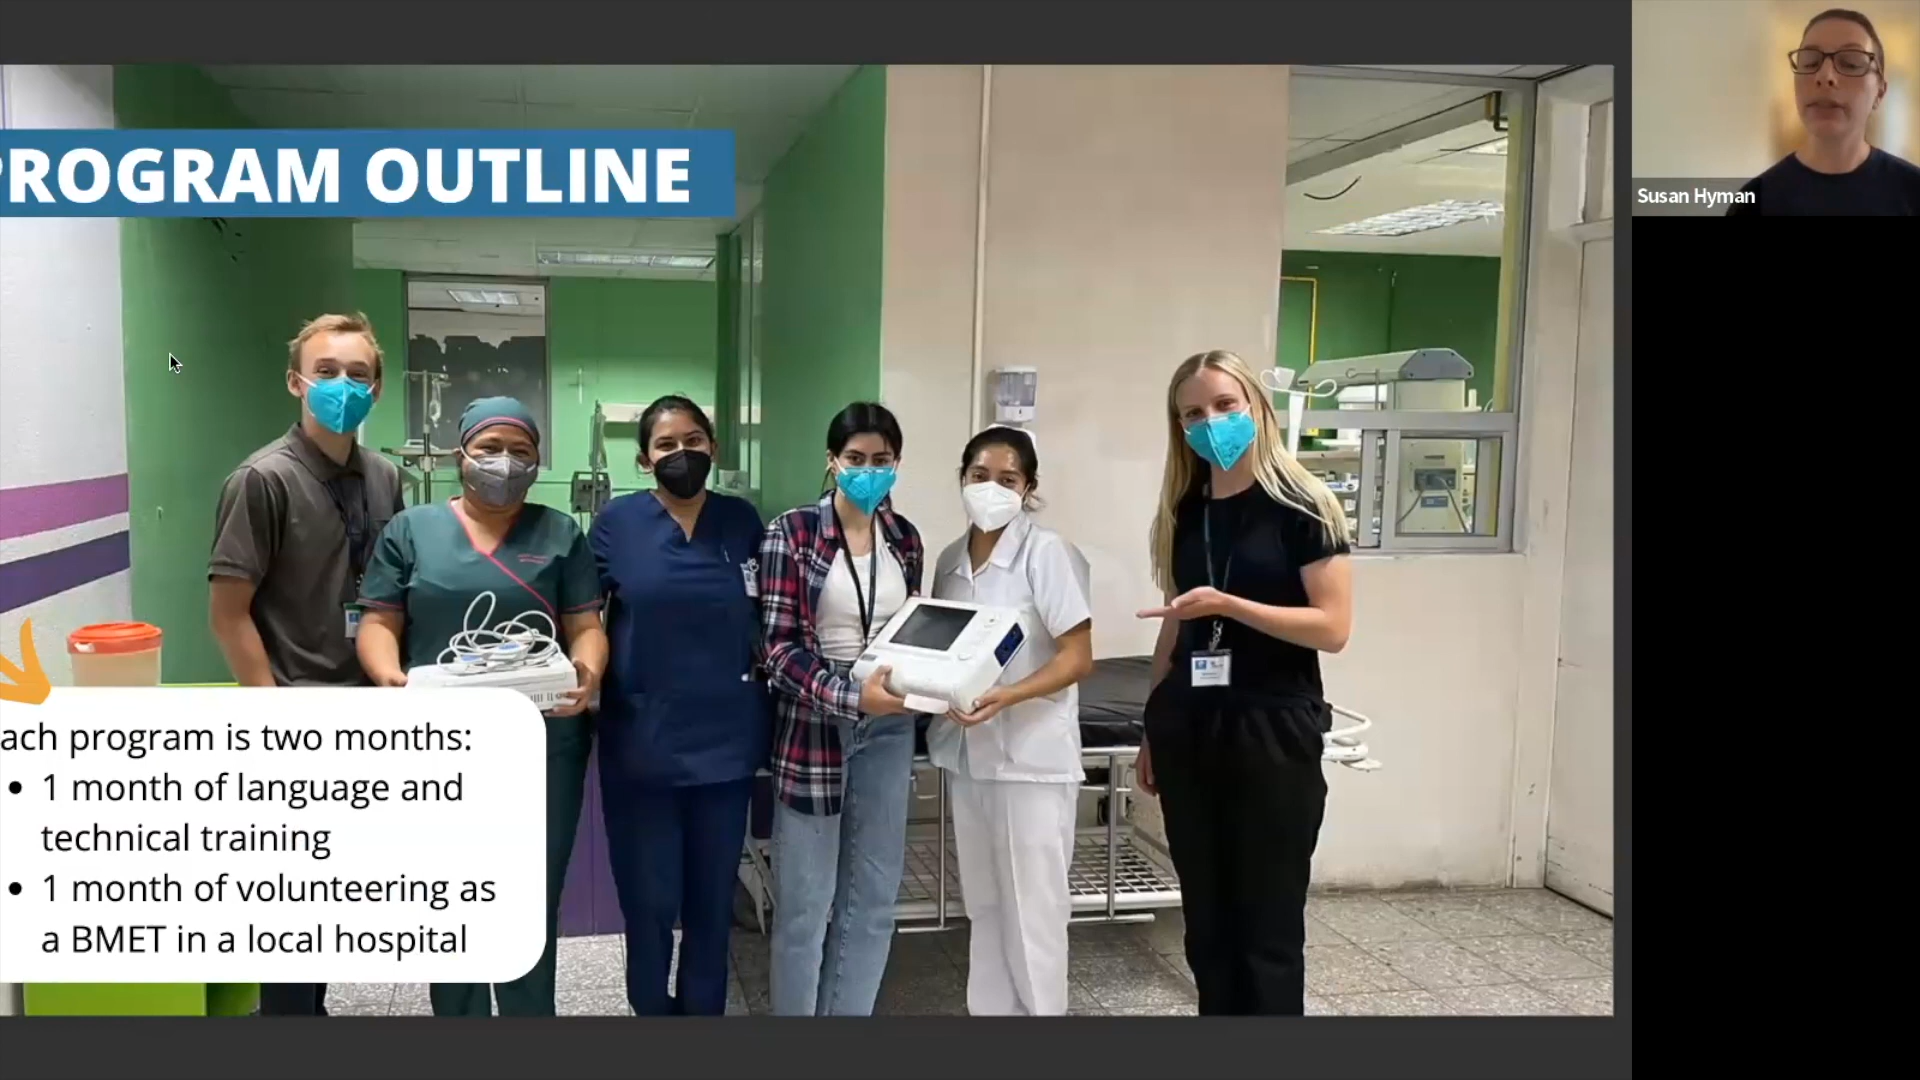 PROGRAM OUTLINE
Susan Hyman
ach program is two months:
• 1 month of language and
technical training
• 1 month of volunteering as
a BMET in a local hospital